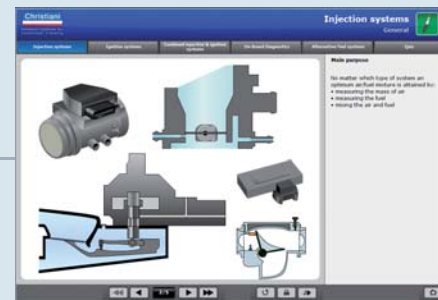 Christiani
Injection systems
General
Injection systems
Ignition systems
Combined injection & ignition
systems
On-Board Diagnostics
Alternative fuel systems
Quiz
Main purpose
No matter which type of system an
optimum air/fuel mixture is attained by:
• measuring the mass of air
• measuring the fuel
• mixing the air and fuel